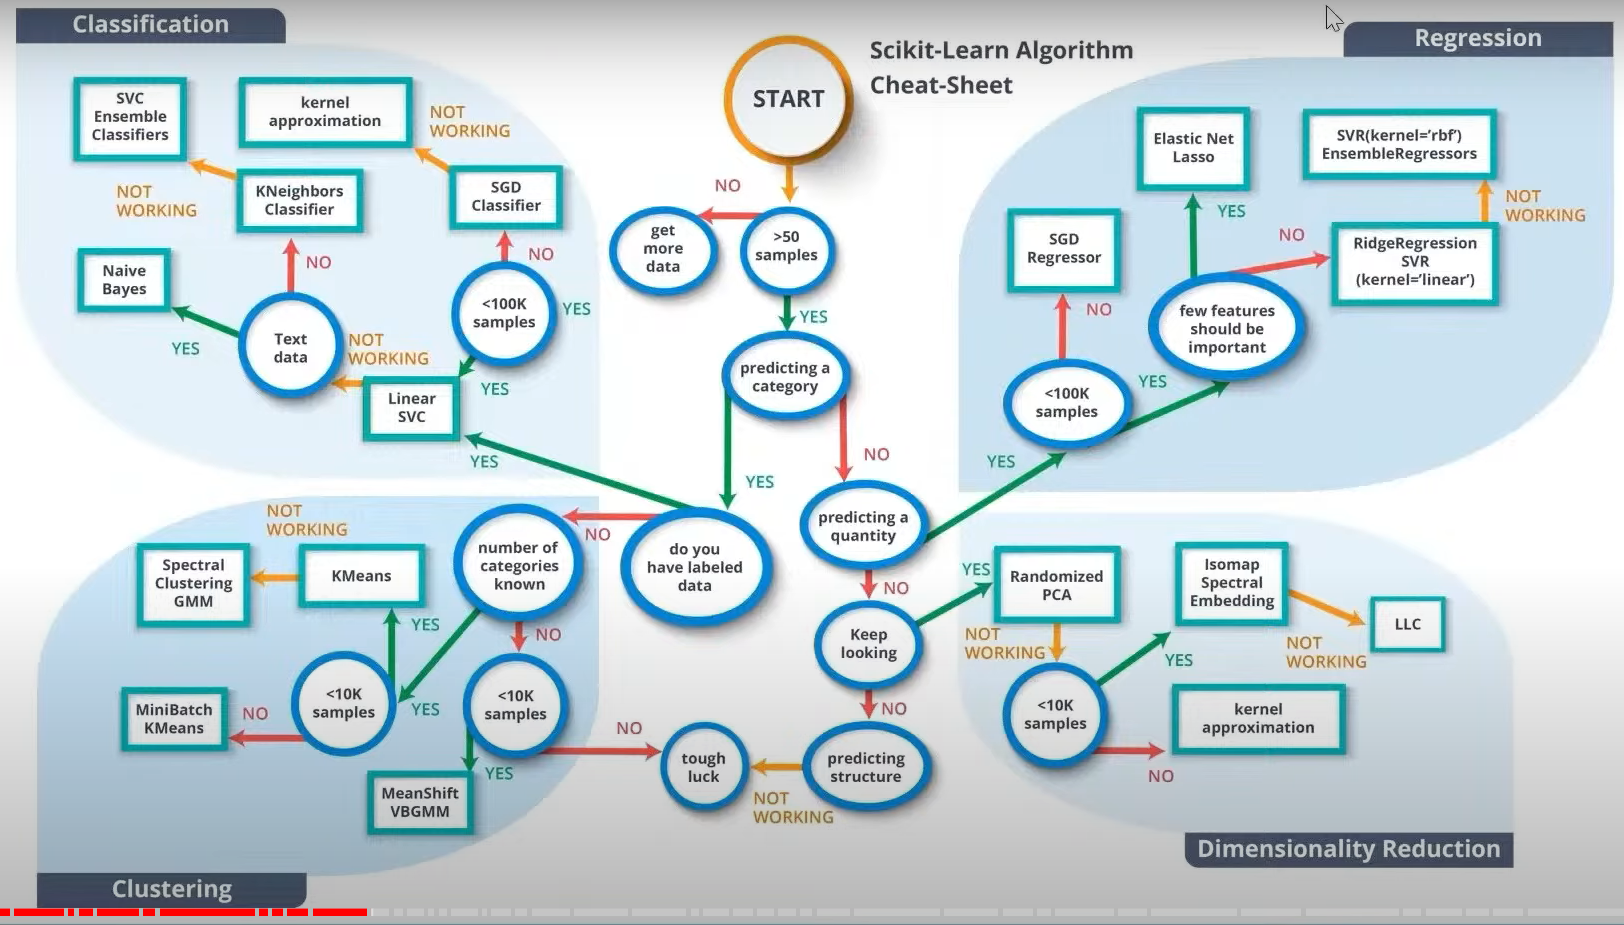 Classification
Scikit-Learn Algorithm
Cheat-Sheet
START
Regression
SVC
Ensemble
Classifiers
kernel
approximation
NOT
WORKING
NOT
WORKING
KNeighbors
Classifier
SGD
Classifier
NO
NO
Naive
Bayes
<100K
samples
YES
Text
data
YES
NOT
WORKING
YES
Linear
SVC
YES
NO
get
more
data
>50
samples
YES
predicting a
category
YES
NO
Elastic Net
Lasso
SVR(kernel='rbf')
EnsembleRegressors
YES
NOT
WORKING
SGD
Regressor
NO
RidgeRegression
SVR
(kernel='linear')
NO
few features
should be
important
YES
<100K
samples
YES
predicting a
quantity
NO
do you
have labeled
data
NO
NOT
WORKING
number of
categories
known
Spectral
Clustering
GMM
KMeans
YES
NO
<10K
samples
YES
<10K
samples
MiniBatch
KMeans
NO
NO
YES
MeanShift
VBGMM
Keep
looking
NO
tough
luck
predicting
structure
NOT
WORKING
YES
Randomized
PCA
Isomap
Spectral
Embedding
LLC
NOT
WORKING
NOT
WORKING
YES
<10K
samples
kernel
approximation
NO
Dimensionality Reduction
Clustering